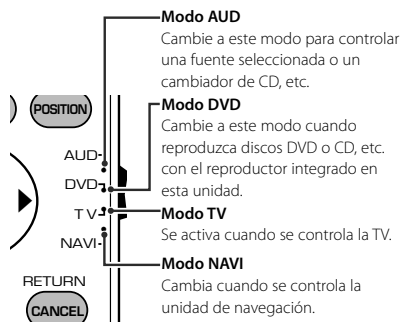 Modo AUD
Cambie a este modo para controlar
una fuente seleccionada o un
cambiador de CD, etc.
Modo DVD
Cambie a este modo cuando
reproduzca discos DVD o CD, etc.
con el reproductor integrado en
esta unidad.
Modo TV
Se activa cuando se controla la TV.
Modo NAVI
Cambia cuando se controla la
unidad de navegación.
POSITION
AUD
DVD
TV
NAVI
RETURN
CANCEL